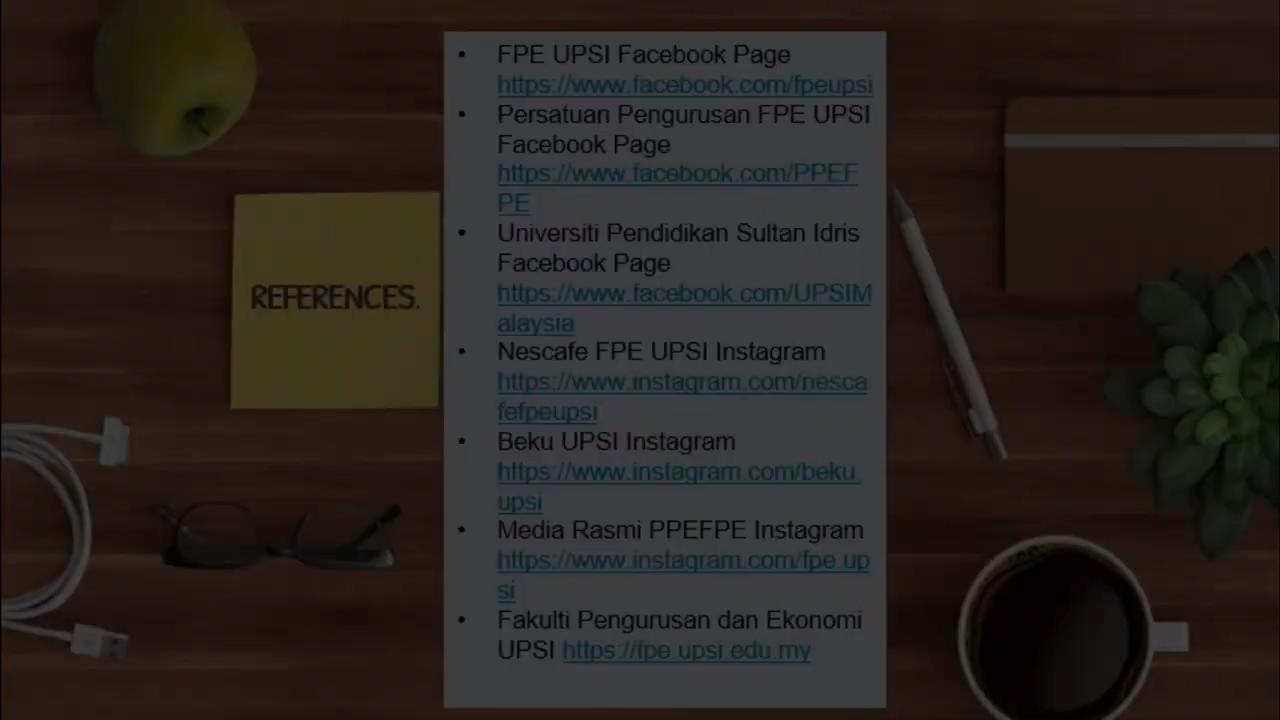 REFERENCES.
• FPE UPSI Facebook Page
https://www.facebook.com/fpeupsi
• Persatuan Pengurusan FPE UPSI
Facebook Page
https://www.facebook.com/PPEF
PE
• Universiti Pendidikan Sultan Idris
Facebook Page
https://www.facebook.com/UPSIM
alaysia
• Nescafe FPE UPSI Instagram
https://www.instagram.com/nesca
fefpeupsi
• Beku UPSI Instagram
https://www.instagram.com/beku_
upsi
• Media Rasmi PPEFPE Instagram
https://www.instagram.com/fpe.up
si
• Fakulti Pengurusan dan Ekonomi
UPSI https://fpe.upsi.edu.my